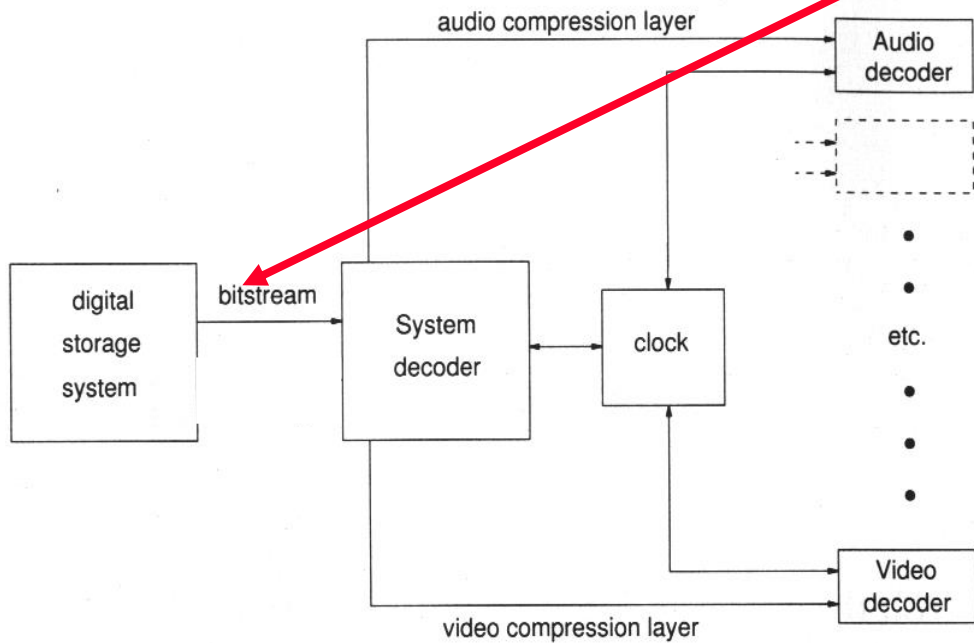 audio compression layer
Audio
decoder
digital
storage
system
bitstream
System
decoder
clock
etc.
Video
decoder
video compression layer